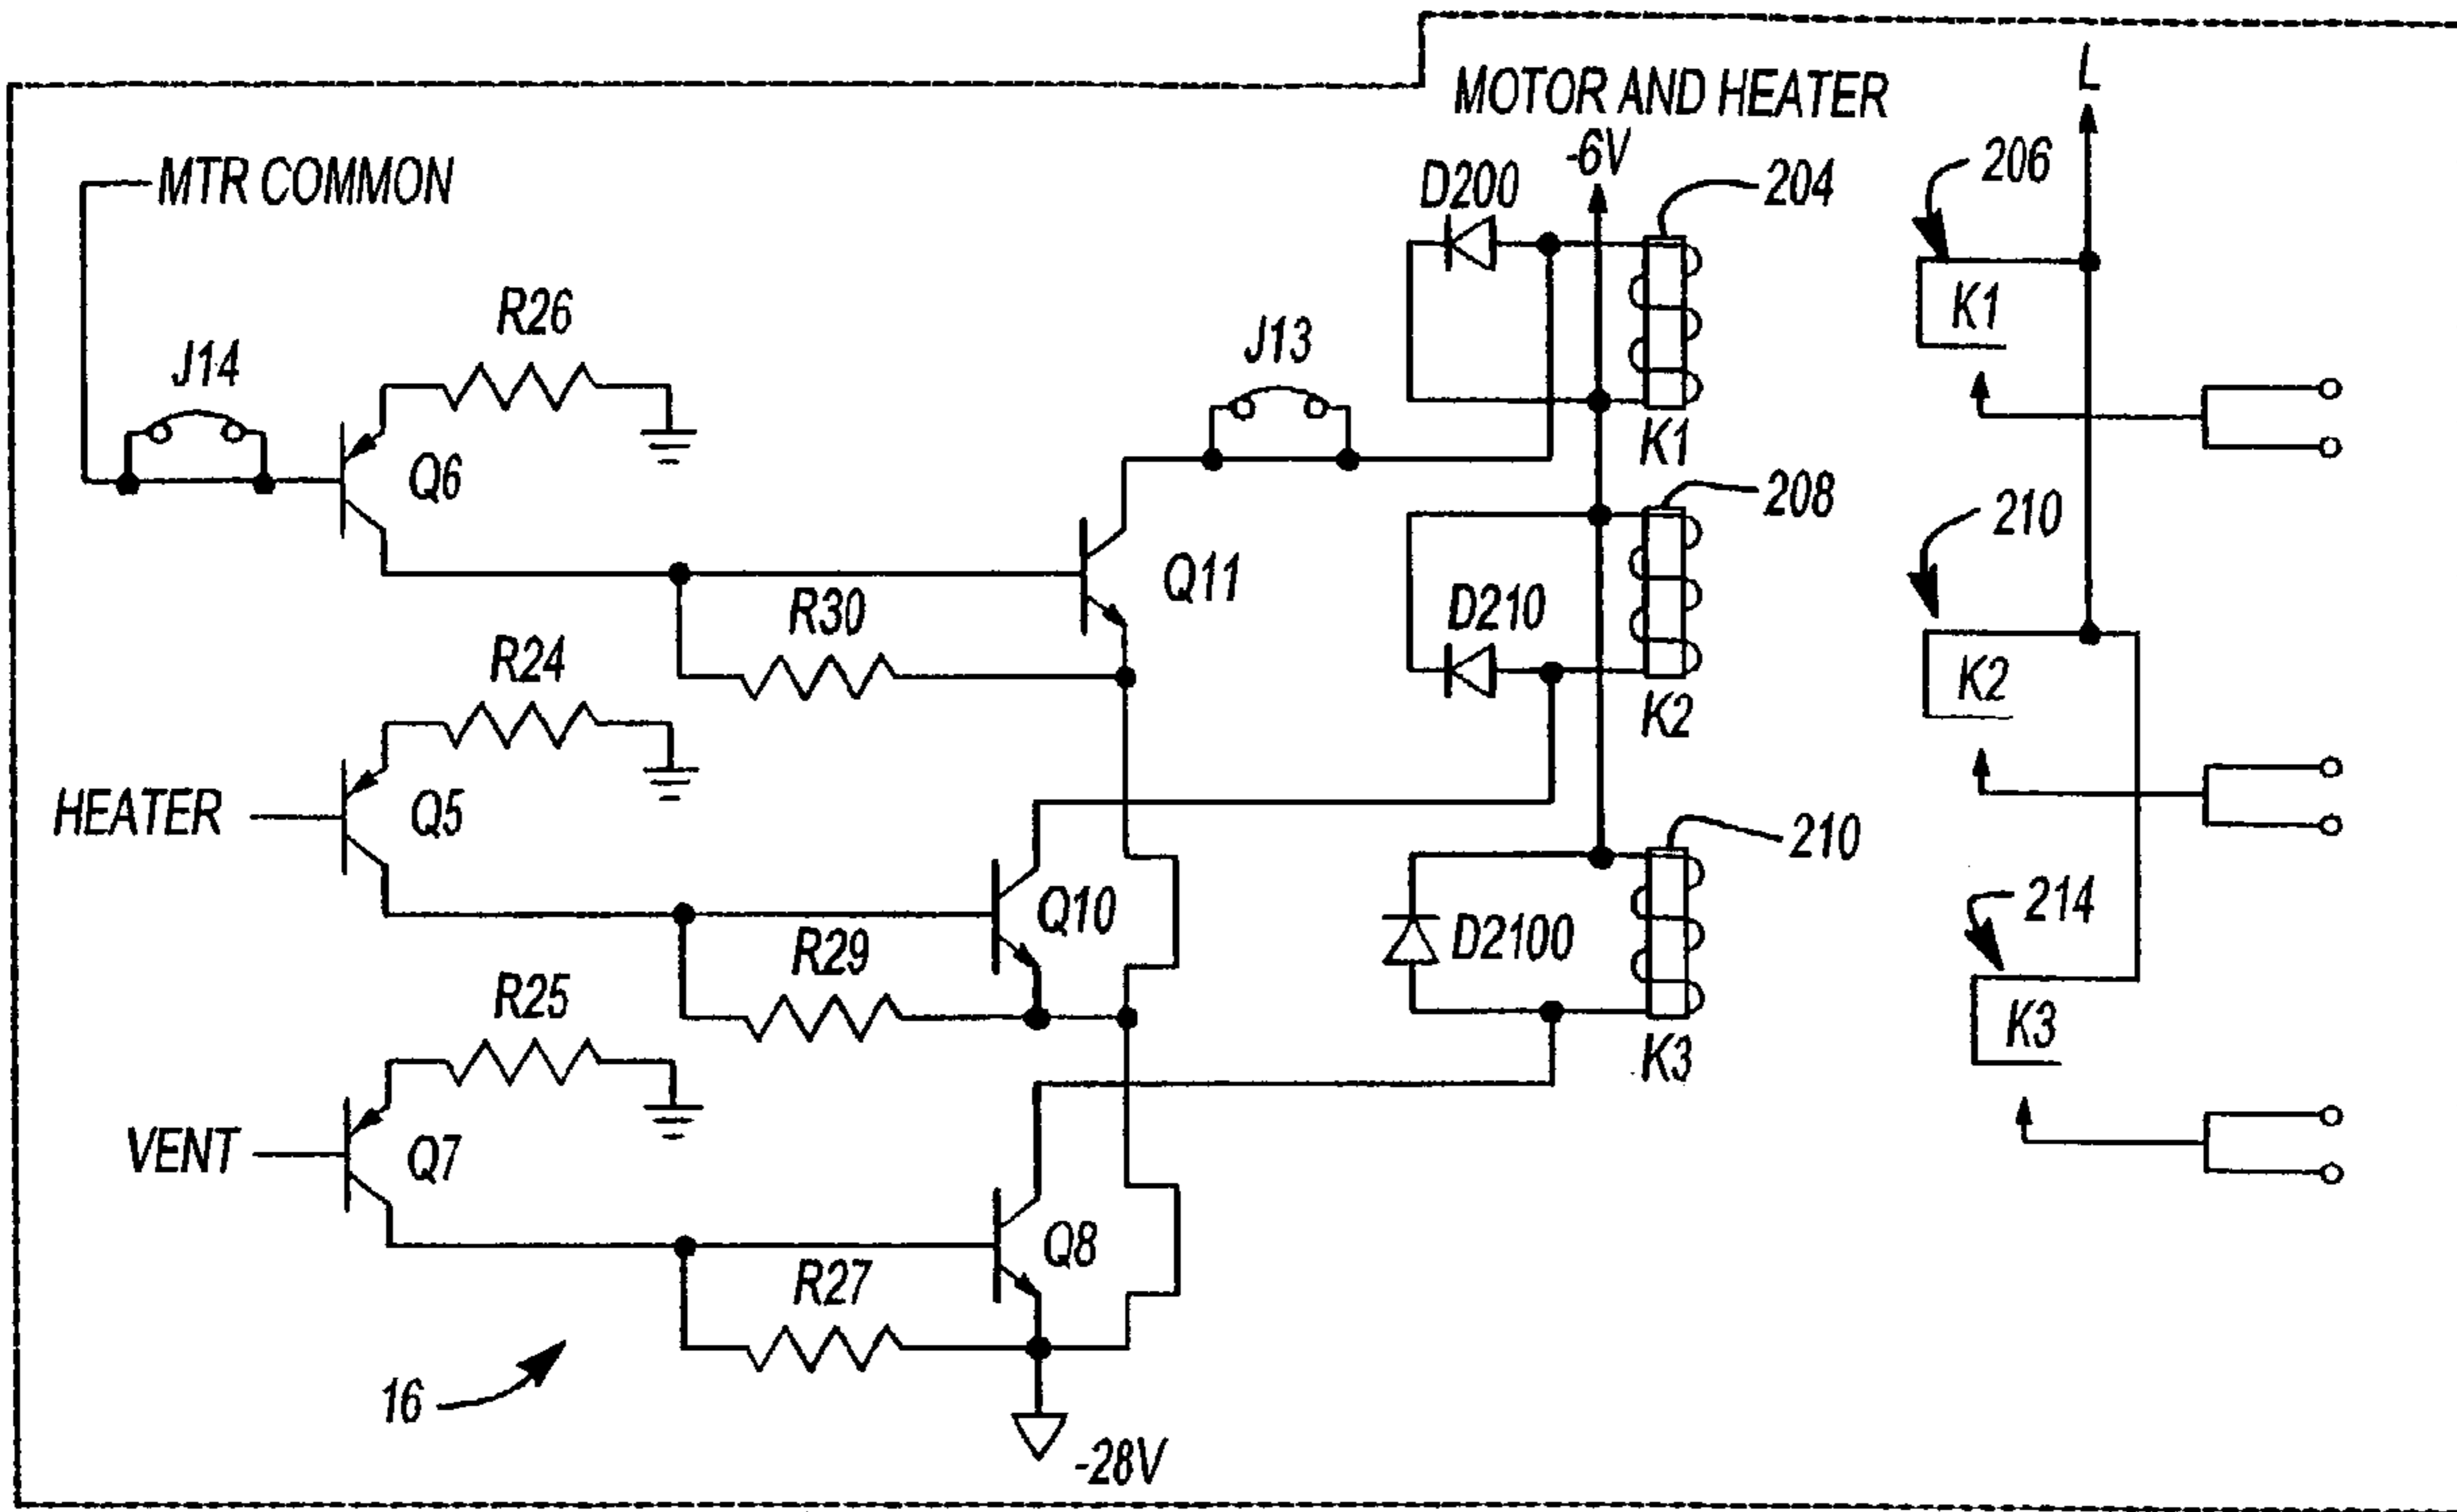 L
MOTOR AND HEATER
-6V
MTR COMMON
D200
204
206
K1
R26
J14
J13
Q6
K1
208
210
Q11
R30
D210
R24
K2
K2
HEATER
Q5
210
Q10
D2100
214
R29
R25
K3
K3
VENT
Q7
Q8
R27
16
-28V